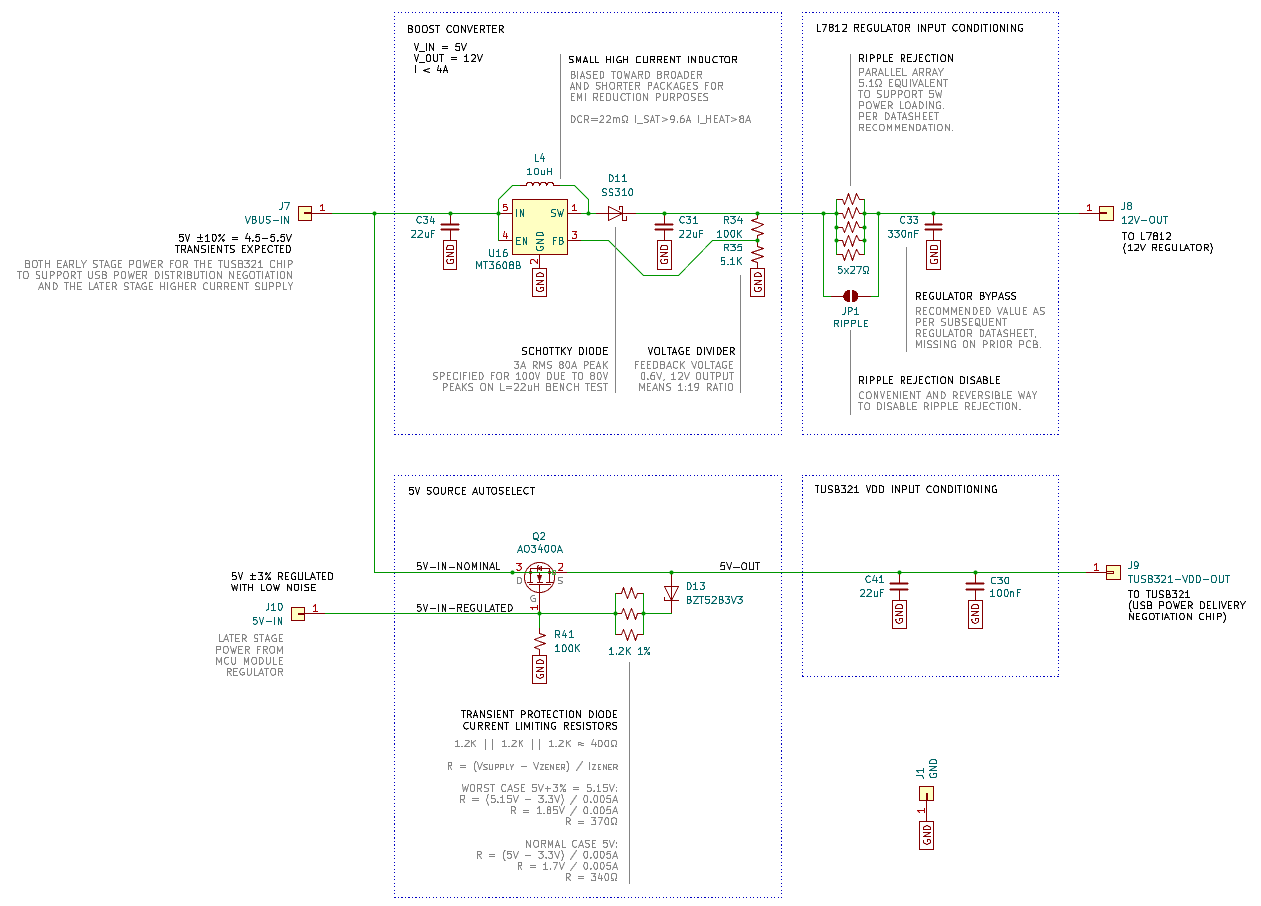 BOOST CONVERTER
V_IN = 5V
V_OUT = 12V
I < 4A
SMALL HIGH CURRENT INDUCTOR
BIASED TOWARD BROADER
AND SHORTER PACKAGES FOR
EMI REDUCTION PURPOSES
DCR=22mΩ I_SAT>9.6A I_HEAT>8A
L7812 REGULATOR INPUT CONDITIONING
RIPPLE REJECTION
PARALLEL ARRAY
5.1Ω EQUIVALENT
TO SUPPORT 5W
POWER LOADING.
PER DATASHEET
RECOMMENDATION.
L4
10uH
D11
SS310
J7
VBUS-IN
1
5V ±10% = 4.5-5.5V
TRANSIENTS EXPECTED
BOTH EARLY STAGE POWER FOR THE TUSB321 CHIP
TO SUPPORT USB POWER DISTRIBUTION NEGOTIATION
AND THE LATER STAGE HIGHER CURRENT SUPPLY
C34
22uF
GND
5
IN
SW
1
4
EN
GND
FB
3
2
U16
MT3608B
GND
C31
22uF
GND
R34
100K
R35
5.1K
GND
5x27Ω
JP1
RIPPLE
C33
330nF
GND
1
J8
12V-OUT
TO L7812
(12V REGULATOR)
REGULATOR BYPASS
RECOMMENDED VALUE AS
PER SUBSEQUENT
REGULATOR DATASHEET,
MISSING ON PRIOR PCB.
SCHOTTKY DIODE
3A RMS 80A PEAK
SPECIFIED FOR 100V DUE TO 80V
PEAKS ON L=22uH BENCH TEST
VOLTAGE DIVIDER
FEEDBACK VOLTAGE
0.6V, 12V OUTPUT
MEANS 1:19 RATIO
RIPPLE REJECTION DISABLE
CONVENIENT AND REVERSIBLE WAY
TO DISABLE RIPPLE REJECTION.
5V SOURCE AUTOSELECT
TUSB321 VDD INPUT CONDITIONING
Q2
AO3400A
5V-IN-NOMINAL
3
D
2
S
G
1
5V-OUT
D13
BZT52B3V3
C41
22uF
GND
C30
100nF
GND
1
J9
TUSB321-VDD-OUT
TO TUSB321
(USB POWER DELIVERY
NEGOTIATION CHIP)
5V ±3% REGULATED
WITH LOW NOISE
J10
5V-IN
1
5V-IN-REGULATED
LATER STAGE
POWER FROM
MCU MODULE
REGULATOR
R41
100K
GND
1.2K 1%
TRANSIENT PROTECTION DIODE
CURRENT LIMITING RESISTORS
1.2K || 1.2K || 1.2K ≈ 400Ω
R = (VSUPPLY - VZENER) / IZENER
WORST CASE 5V+3% = 5.15V:
R = (5.15V - 3.3V) / 0.005A
R = 1.85V / 0.005A
R = 370Ω
NORMAL CASE 5V:
R = (5V - 3.3V) / 0.005A
R = 1.7V / 0.005A
R = 340Ω
J1
GND
1
GND